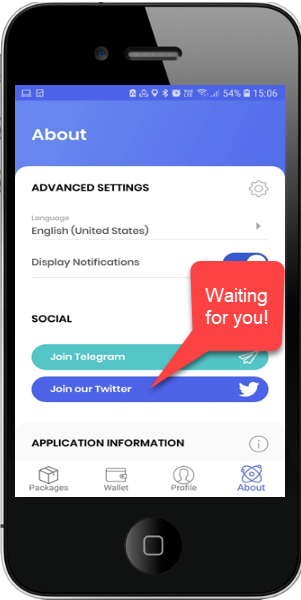 54% 15:06
About
ADVANCED SETTINGS
Language
English (United States)
Display Notifications
Waiting
for you!
SOCIAL
Join Telegram
Join our Twitter
APPLICATION INFORMATION
Packages
Wallet
Profile
About